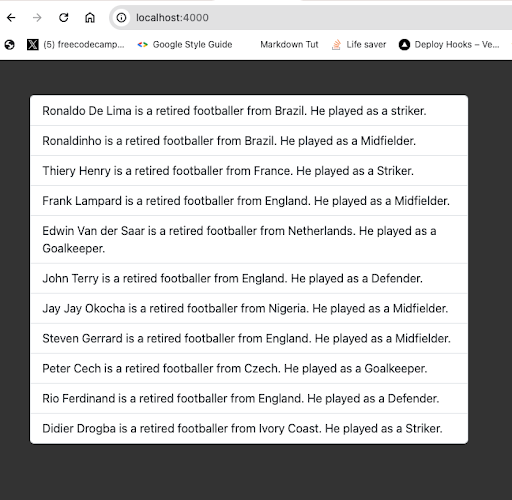 localhost:4000
(5) freecodecamp...
Google Style Guide
Markdown Tut
Life saver
Deploy Hooks – Ve...
Ronaldo De Lima is a retired footballer from Brazil. He played as a striker.
Ronaldinho is a retired footballer from Brazil. He played as a Midfielder.
Thiery Henry is a retired footballer from France. He played as a Striker.
Frank Lampard is a retired footballer from England. He played as a Midfielder.
Edwin Van der Saar is a retired footballer from Netherlands. He played as a
Goalkeeper.
John Terry is a retired footballer from England. He played as a Defender.
Jay Jay Okocha is a retired footballer from Nigeria. He played as a Midfielder.
Steven Gerrard is a retired footballer from England. He played as a Midfielder.
Peter Cech is a retired footballer from Czech. He played as a Goalkeeper.
Rio Ferdinand is a retired footballer from England. He played as a Defender.
Didier Drogba is a retired footballer from Ivory Coast. He played as a Striker.